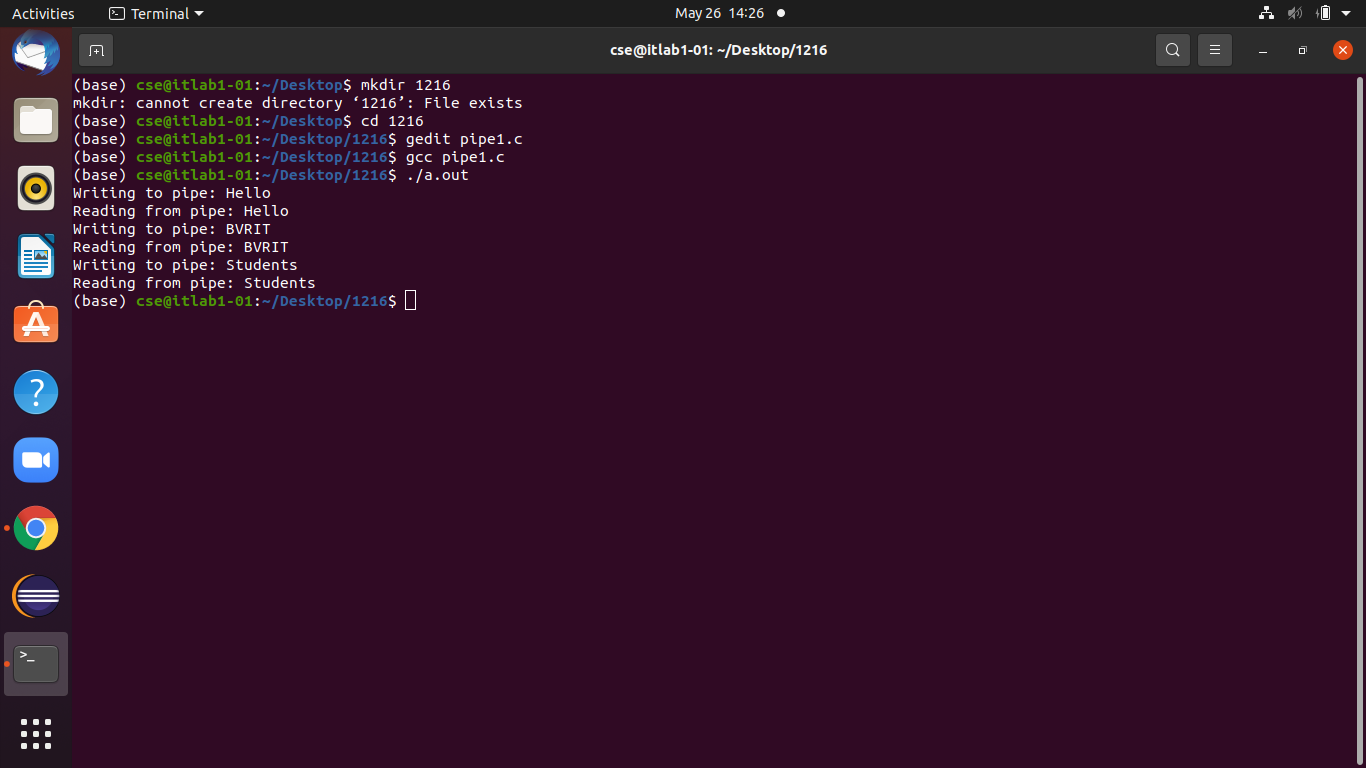 Activities Terminal May 26 14:26
cse@itlab1-01: ~/Desktop/1216
(base) cse@itlab1-01:~/Desktop$ mkdir 1216
mkdir: cannot create directory ‘1216’: File exists
(base) cse@itlab1-01:~/Desktop$ cd 1216
(base) cse@itlab1-01:~/Desktop/1216$ gedit pipe1.c
(base) cse@itlab1-01:~/Desktop/1216$ gcc pipe1.c
(base) cse@itlab1-01:~/Desktop/1216$ ./a.out
Writing to pipe: Hello
Reading from pipe: Hello
Writing to pipe: BVRIT
Reading from pipe: BVRIT
Writing to pipe: Students
Reading from pipe: Students
(base) cse@itlab1-01:~/Desktop/1216$